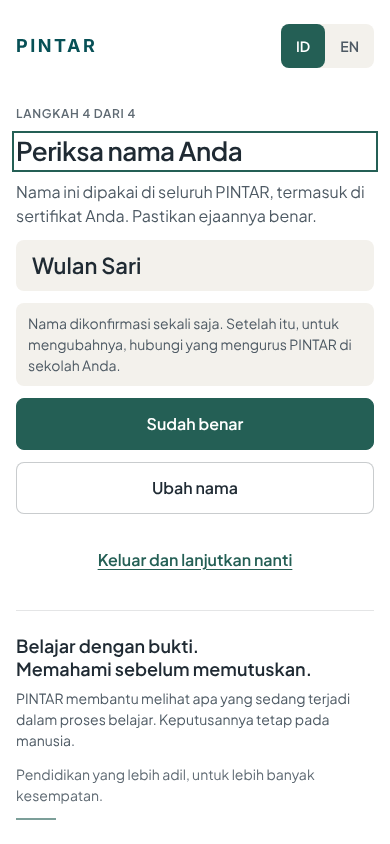 PINTAR
ID
EN
LANGKAH 4 DARI 4
Periksa nama Anda
Nama ini dipakai di seluruh PINTAR, termasuk di
sertifikat Anda. Pastikan ejaannya benar.
Wulan Sari
Nama dikonfirmasi sekali saja. Setelah itu, untuk
mengubahnya, hubungi yang mengurus PINTAR di
sekolah Anda.
Sudah benar
Ubah nama
Keluar dan lanjutkan nanti
Belajar dengan bukti.
Memahami sebelum memutuskan.
PINTAR membantu melihat apa yang sedang terjadi
dalam proses belajar. Keputusannya tetap pada
manusia.
Pendidikan yang lebih adil, untuk lebih banyak
kesempatan.